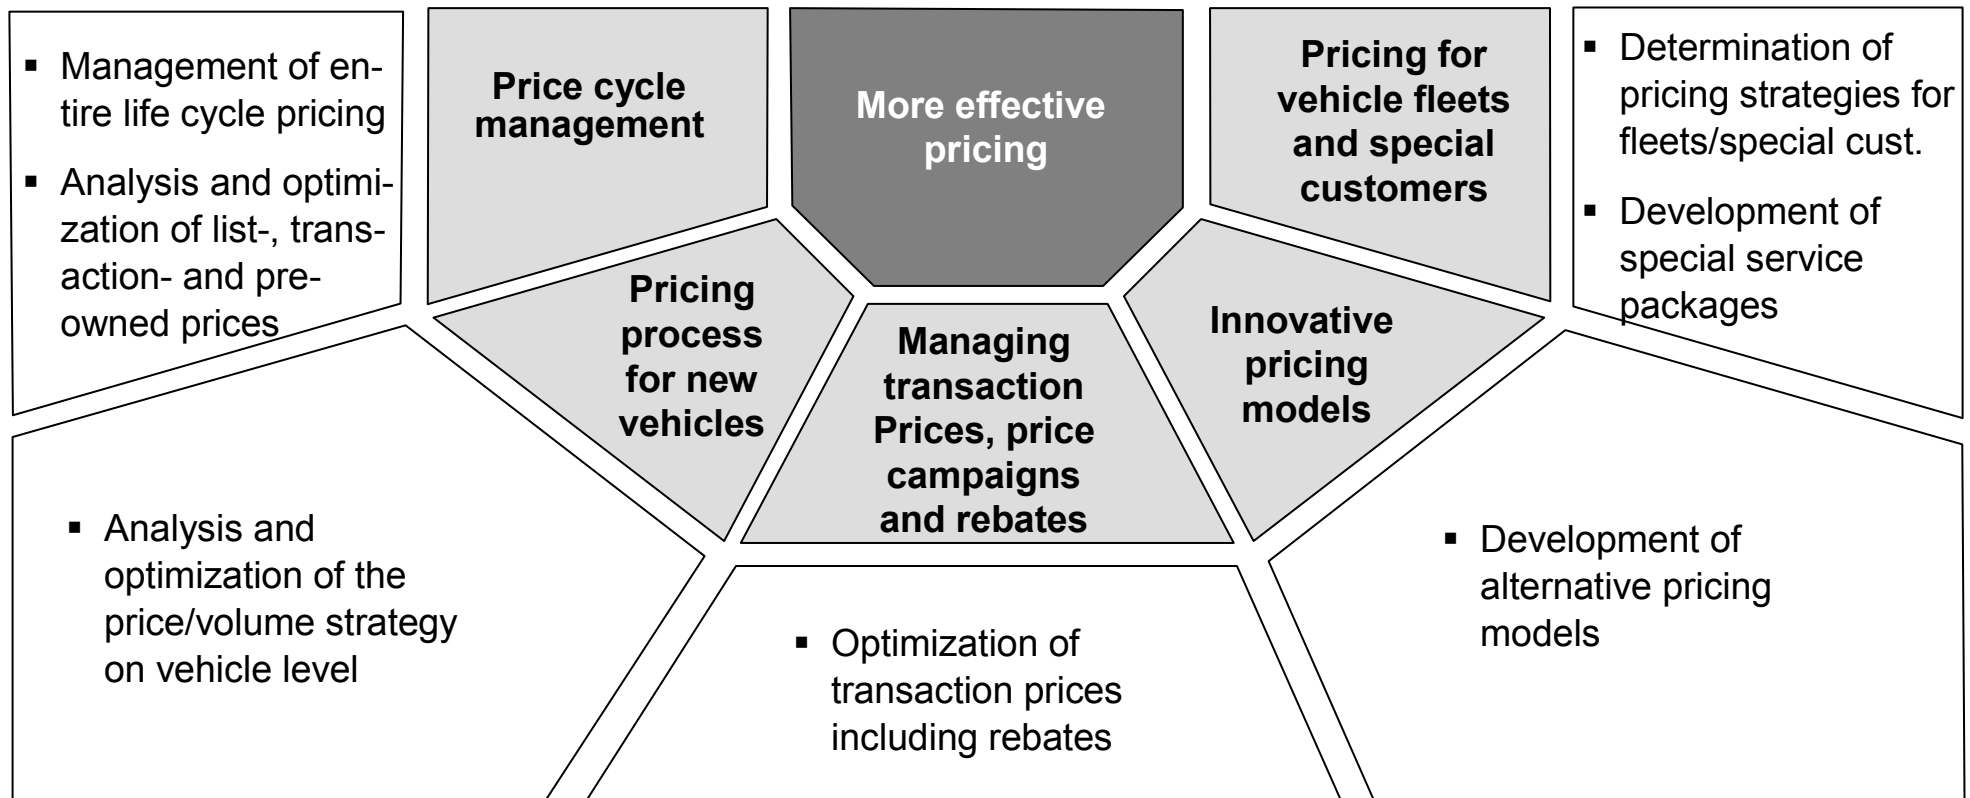 ▪ Management of en-
tire life cycle pricing
▪ Analysis and optimi-
zation of list-, trans-
action- and pre-
owned prices
Price cycle
management
More effective
pricing
Pricing for
vehicle fleets
and special
customers
▪ Determination of
pricing strategies for
fleets/special cust.
▪ Development of
special service
packages
Pricing
process
for new
vehicles
Managing
transaction
Prices, price
campaigns
and rebates
Innovative
pricing
models
▪ Analysis and
optimization of the
price/volume strategy
on vehicle level
▪ Optimization of
transaction prices
including rebates
▪ Development of
alternative pricing
models